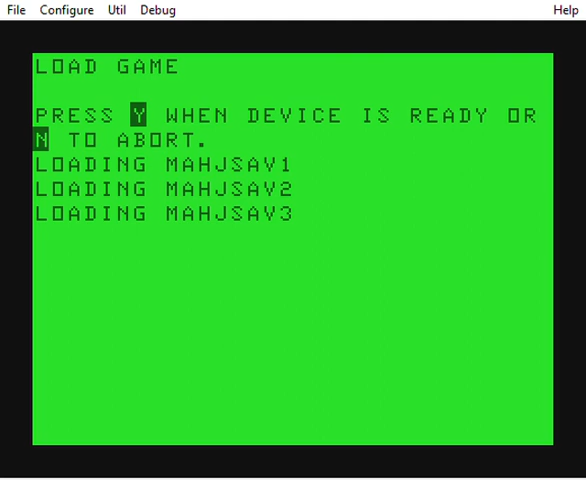 File Configure Util Debug Help
LOAD GAME
PRESS Y WHEN DEVICE IS READY OR
N TO ABORT.
LOADING MAHJSAV1
LOADING MAHJSAV2
LOADING MAHJSAV3